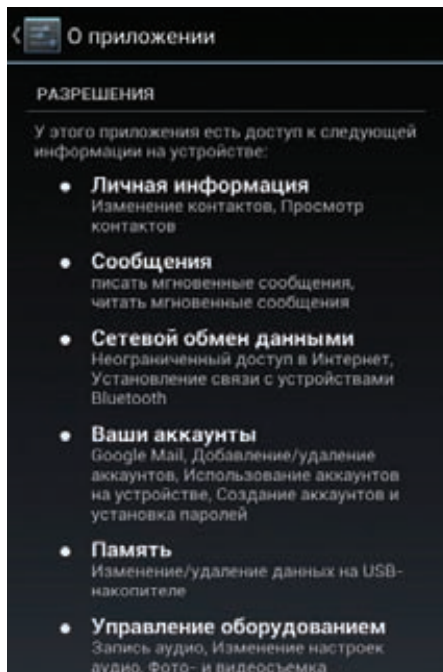 О приложении
РАЗРЕШЕНИЯ
У этого приложения есть доступ к следующей
информации на устройстве:
Личная информация
Изменение контактов, Просмотр
контактов
Сообщения
писать мгновенные сообщения,
читать мгновенные сообщения
Сетевой обмен данными
Неограниченный доступ в Интернет,
Установление связи с устройствами
Bluetooth
Ваши аккаунты
Google Mail, Добавление/удаление
аккаунтов, Использование аккаунтов
на устройстве, Создание аккаунтов и
установка паролей
Память
Изменение/удаление данных на USB-
накопителе
Управление оборудованием
Запись аудио, Изменение настроек
аудио, Фото- и видеосъемка